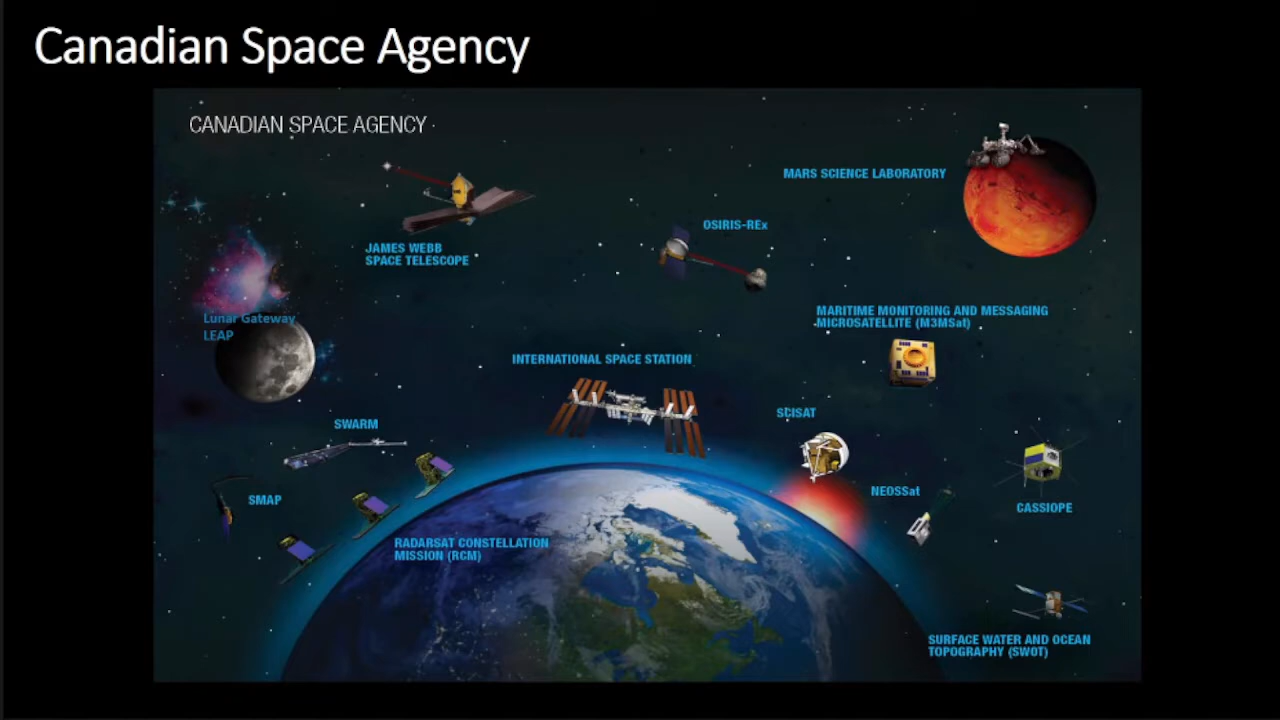 Canadian Space Agency
CANADIAN SPACE AGENCY
MARS SCIENCE LABORATORY
OSIRIS-REx
JAMES WEBB
SPACE TELESCOPE
Lunar Gateway
LEAP
MARITIME MONITORING AND MESSAGING
MICROSATELLITE (M3MSat)
INTERNATIONAL SPACE STATION
SCISAT
SWARM
NEOSSat
SMAP
CASSIOPE
RADARSAT CONSTELLATION
MISSION (RCM)
SURFACE WATER AND OCEAN
TOPOGRAPHY (SWOT)